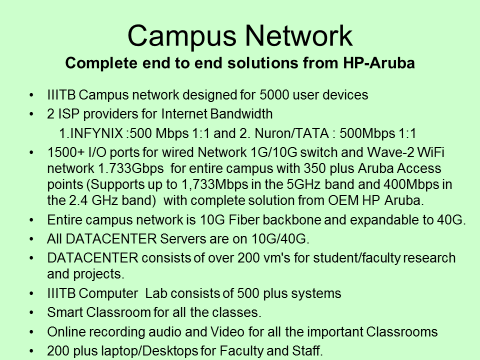 Campus Network
Complete end to end solutions from HP-Aruba
• IIITB Campus network designed for 5000 user devices
• 2 ISP providers for Internet Bandwidth
1.INFYNIX :500 Mbps 1:1 and 2. Nuron/TATA : 500Mbps 1:1
• 1500+ I/O ports for wired Network 1G/10G switch and Wave-2 WiFi
network 1.733Gbps for entire campus with 350 plus Aruba Access
points (Supports up to 1,733Mbps in the 5GHz band and 400Mbps in
the 2.4 GHz band) with complete solution from OEM HP Aruba.
• Entire campus network is 10G Fiber backbone and expandable to 40G.
• All DATACENTER Servers are on 10G/40G.
• DATACENTER consists of over 200 vm's for student/faculty research
and projects.
• IIITB Computer Lab consists of 500 plus systems
• Smart Classroom for all the classes.
• Online recording audio and Video for all the important Classrooms
• 200 plus laptop/Desktops for Faculty and Staff.